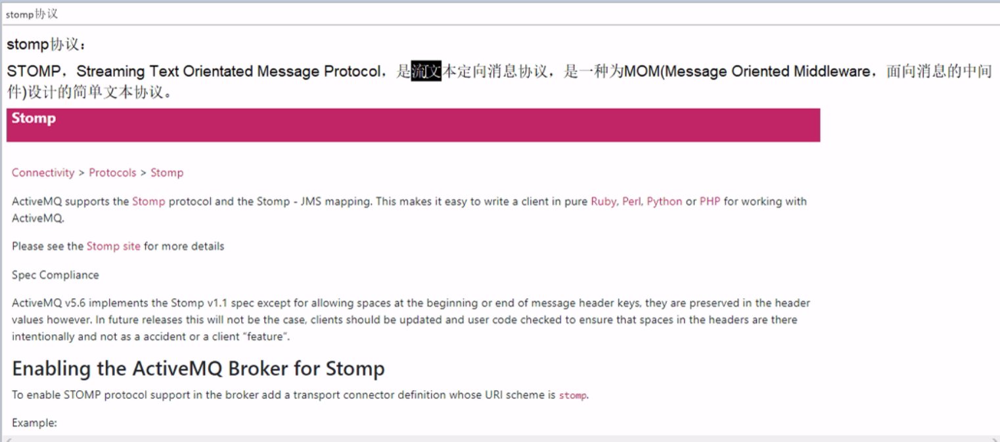 stomp协议
stomp协议：
STOMP，Streaming Text Orientated Message Protocol，是流文本定向消息协议，是一种为MOM(Message Oriented Middleware，面向消息的中间
件)设计的简单文本协议。
Stomp
Connectivity > Protocols > Stomp
ActiveMQ supports the Stomp protocol and the Stomp - JMS mapping. This makes it easy to write a client in pure Ruby, Perl, Python or PHP for working with
ActiveMQ.
Please see the Stomp site for more details
Spec Compliance
ActiveMQ v5.6 implements the Stomp v1.1 spec except for allowing spaces at the beginning or end of message header keys, they are preserved in the header
values however. In future releases this will not be the case, clients should be updated and user code checked to ensure that spaces in the headers are there
intentionally and not as a accident or a client “feature”.
Enabling the ActiveMQ Broker for Stomp
To enable STOMP protocol support in the broker add a transport connector definition whose URI scheme is stomp.
Example: